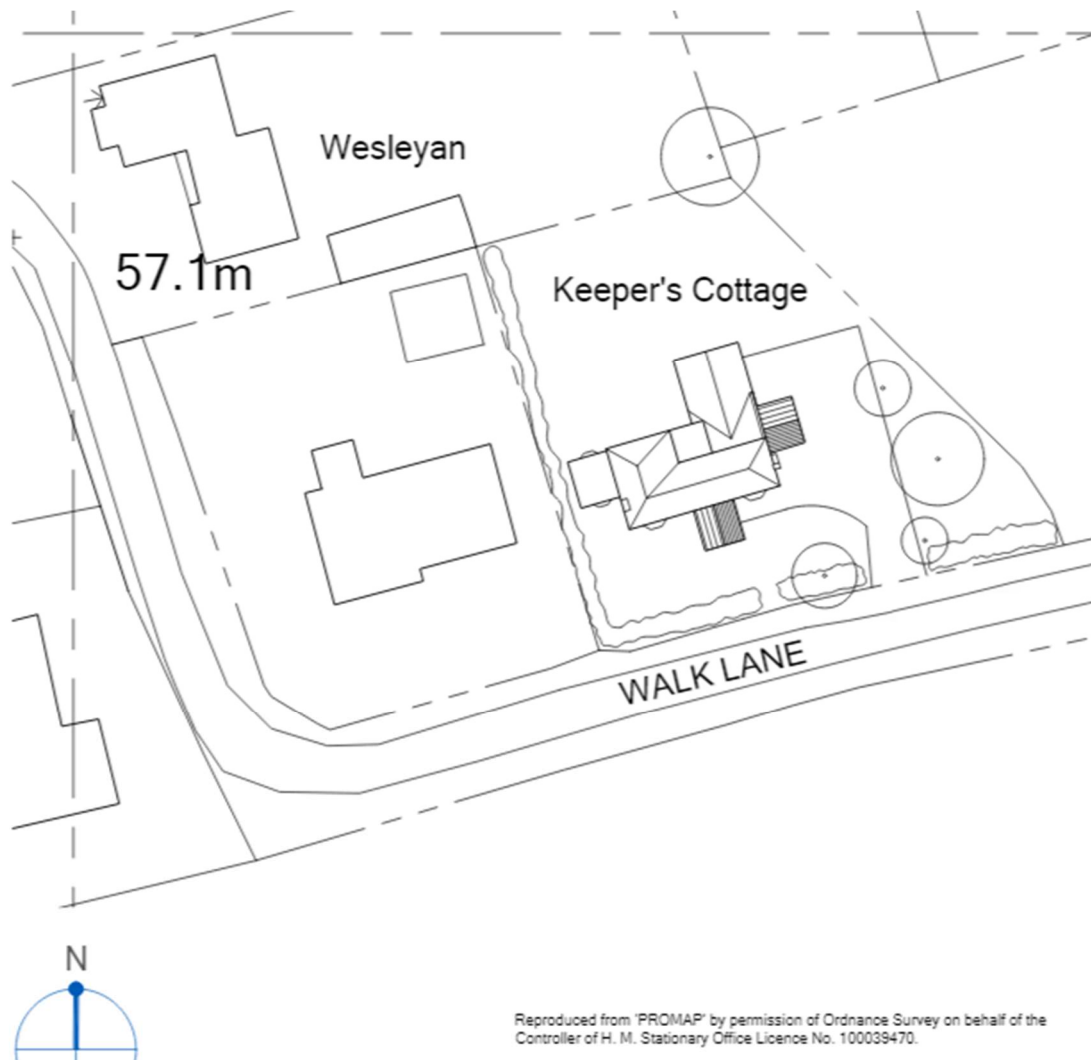 Wesleyan
57.1m
Keeper's Cottage
WALK LANE
N
Reproduced from 'PROMAP' by permission of Ordnance Survey on behalf of the
Controller of H. M. Stationary Office Licence No. 100039470.